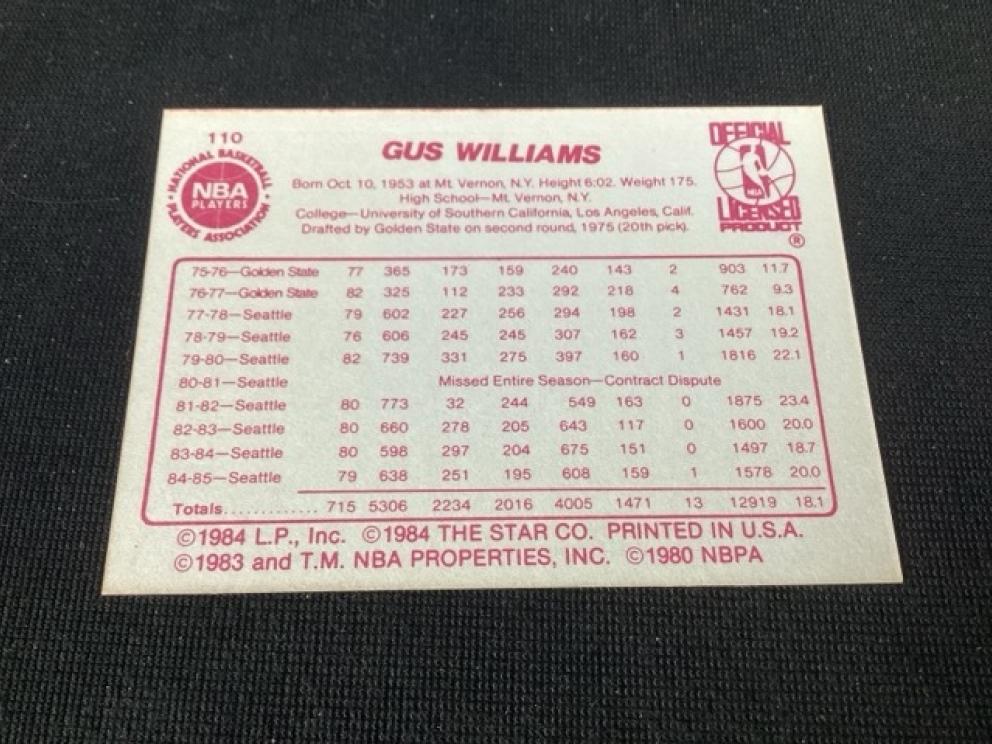 110
NATIONAL BASKETBALL
NBA
PLAYERS
PLAYERS ASSOCIATION
GUS WILLIAMS
Born Oct 10, 1953 at Mt. Vernon, N.Y. Height 6:02. Weight 175.
High School—Mt. Vernon, N.Y.
College—University of Southern California, Los Angeles, Calif.
Drafted by Golden State on second round, 1975 (20th pick).
OFFICIAL
NBA
LICENSED
PRODUCT
®
75-76—Golden State 77 365 173 159 240 143 2 903 11.7
76-77—Golden State 82 325 112 233 292 218 4 762 9.3
77-78—Seattle 79 602 227 256 294 198 2 1431 18.1
78-79—Seattle 76 606 245 245 307 162 3 1457 19.2
79-80—Seattle 82 739 331 275 397 160 1 1816 22.1
80-81—Seattle Missed Entire Season—Contract Dispute
81-82—Seattle 80 773 32 244 549 163 0 1875 23.4
82-83—Seattle 80 660 278 205 643 117 0 1600 20.0
83-84—Seattle 80 598 297 204 675 151 0 1497 18.7
84-85—Seattle 79 638 251 195 608 159 1 1578 20.0
Totals............. 715 5306 2234 2016 4005 1471 13 12919 18.1
©1984 L.P., Inc. ©1984 THE STAR CO. PRINTED IN U.S.A.
©1983 and T.M. NBA PROPERTIES, INC. ©1980 NBPA